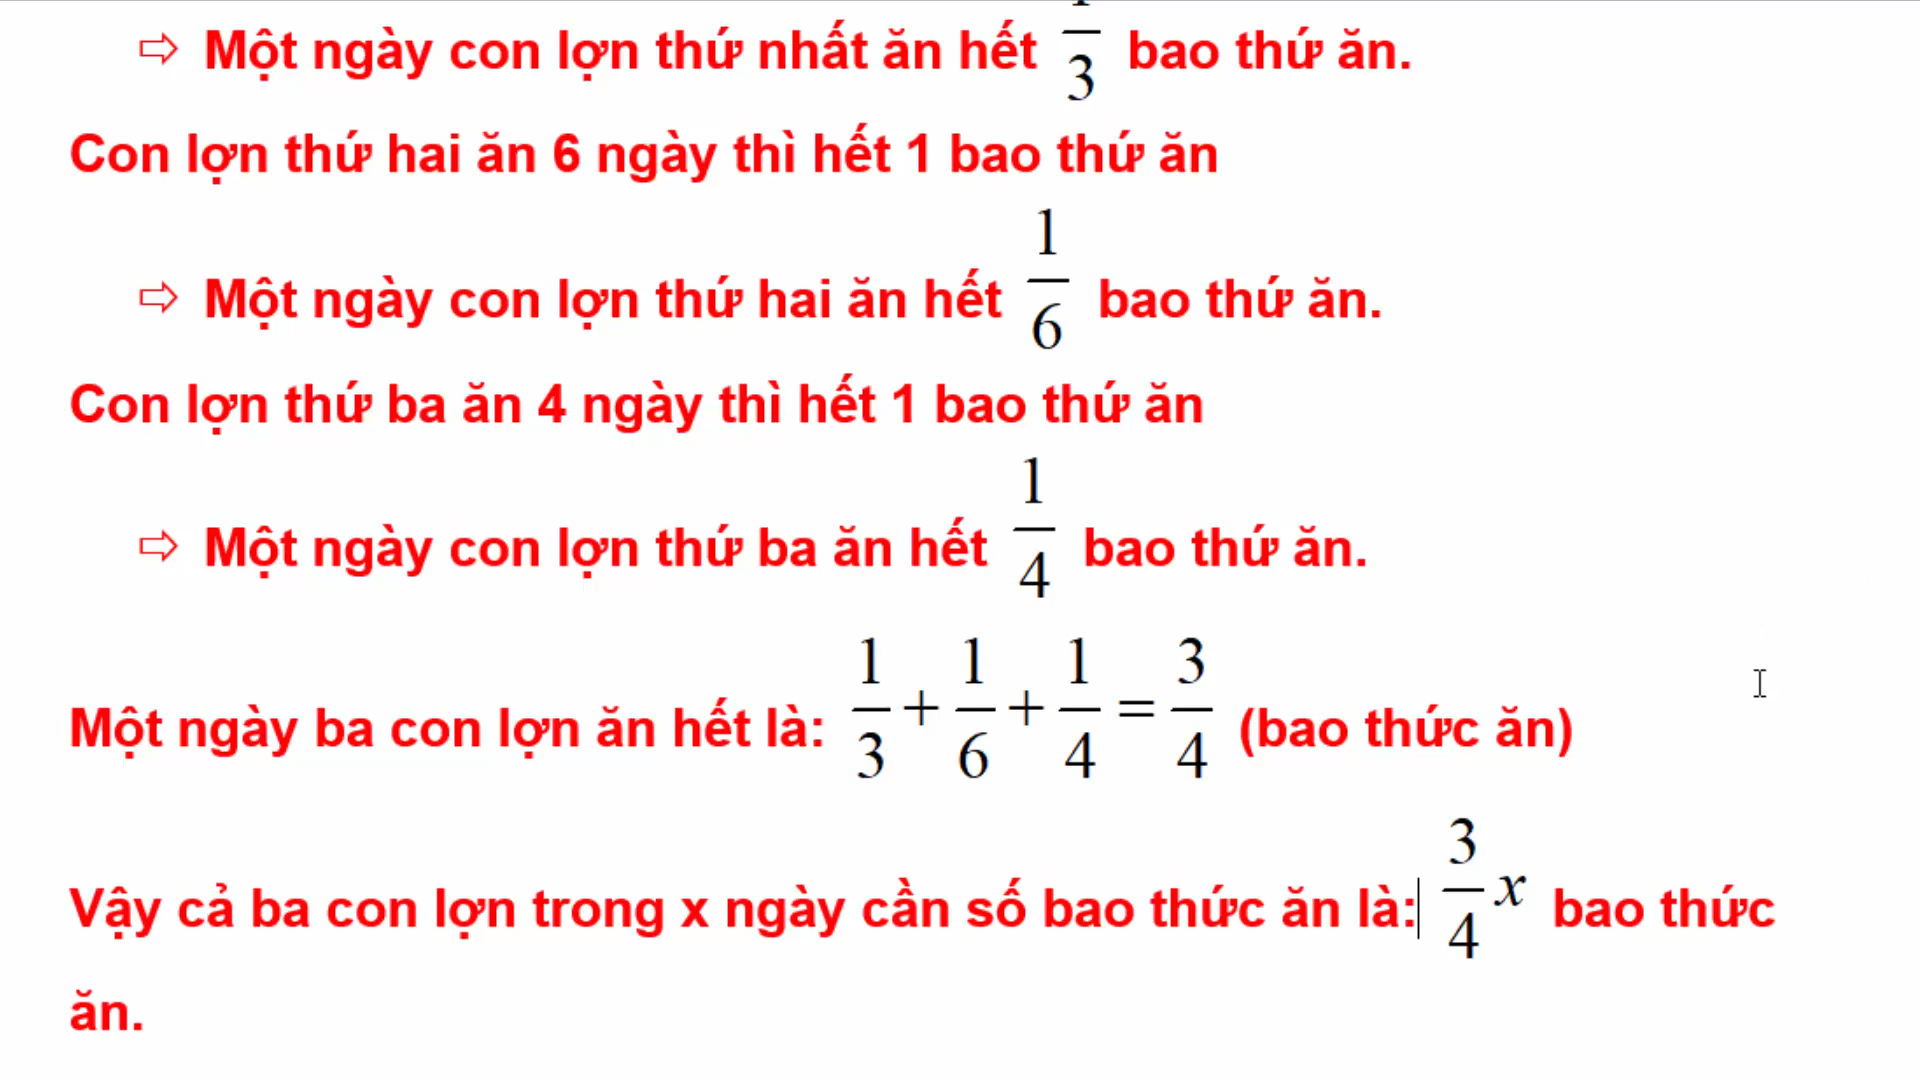 ⇨ Một ngày con lợn thứ nhất ăn hết 1/3 bao thứ ăn.
Con lợn thứ hai ăn 6 ngày thì hết 1 bao thứ ăn
⇨ Một ngày con lợn thứ hai ăn hết 1/6 bao thứ ăn.
Con lợn thứ ba ăn 4 ngày thì hết 1 bao thứ ăn
⇨ Một ngày con lợn thứ ba ăn hết 1/4 bao thứ ăn.
Một ngày ba con lợn ăn hết là: 1/3 + 1/6 + 1/4 = 3/4 (bao thức ăn)
Vậy cả ba con lợn trong x ngày cần số bao thức ăn là: 3/4 x bao thức
ăn.